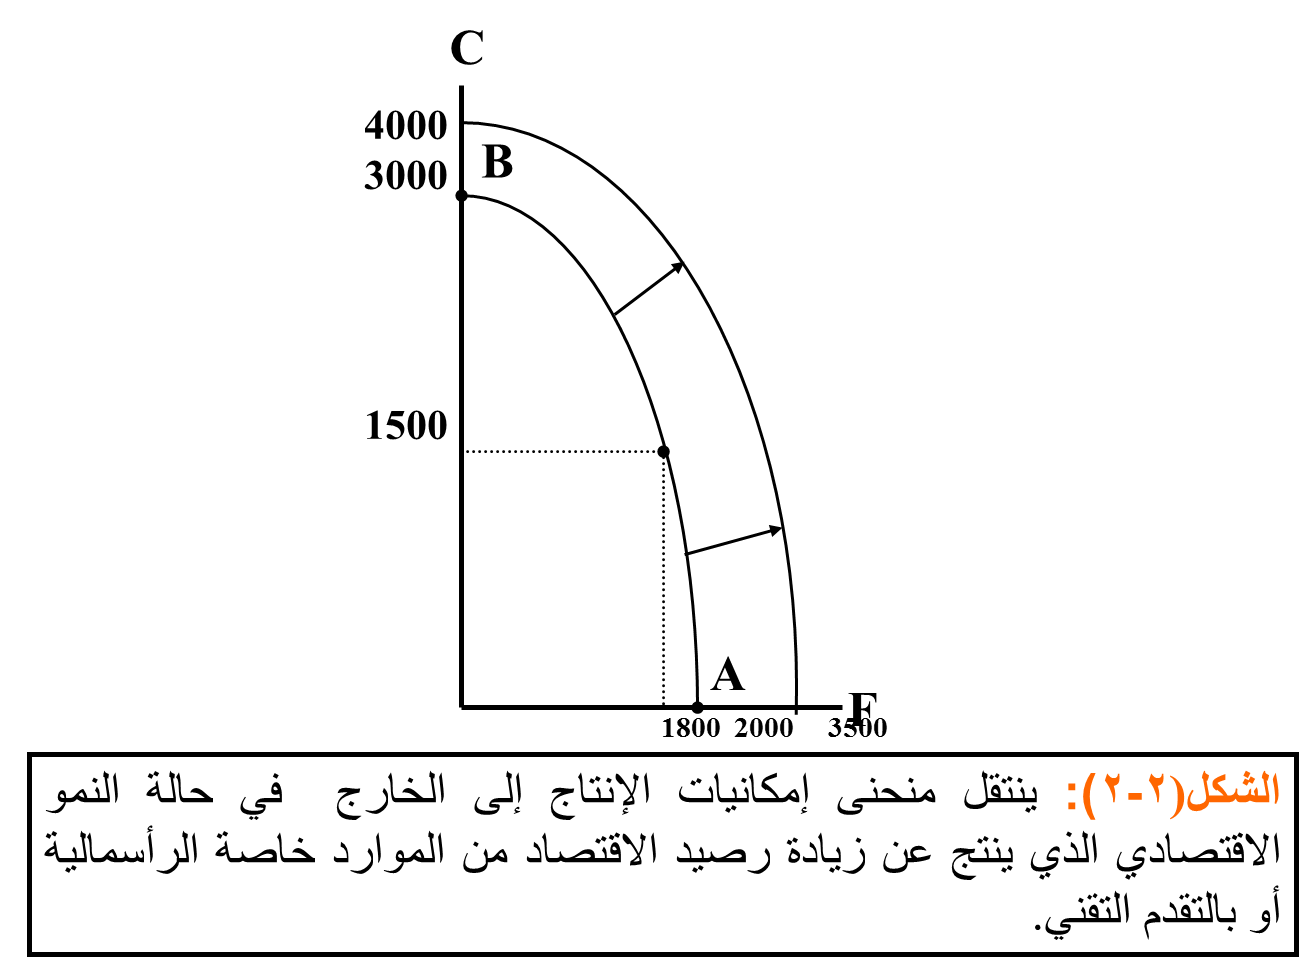 C
4000
B
3000
1500
A
F
1800 2000 3500
الشكل(٢-٢): ينتقل منحنى إمكانيات الإنتاج إلى الخارج في حالة النمو
الاقتصادي الذي ينتج عن زيادة رصيد الاقتصاد من الموارد خاصة الرأسمالية
أو بالتقدم التقني.